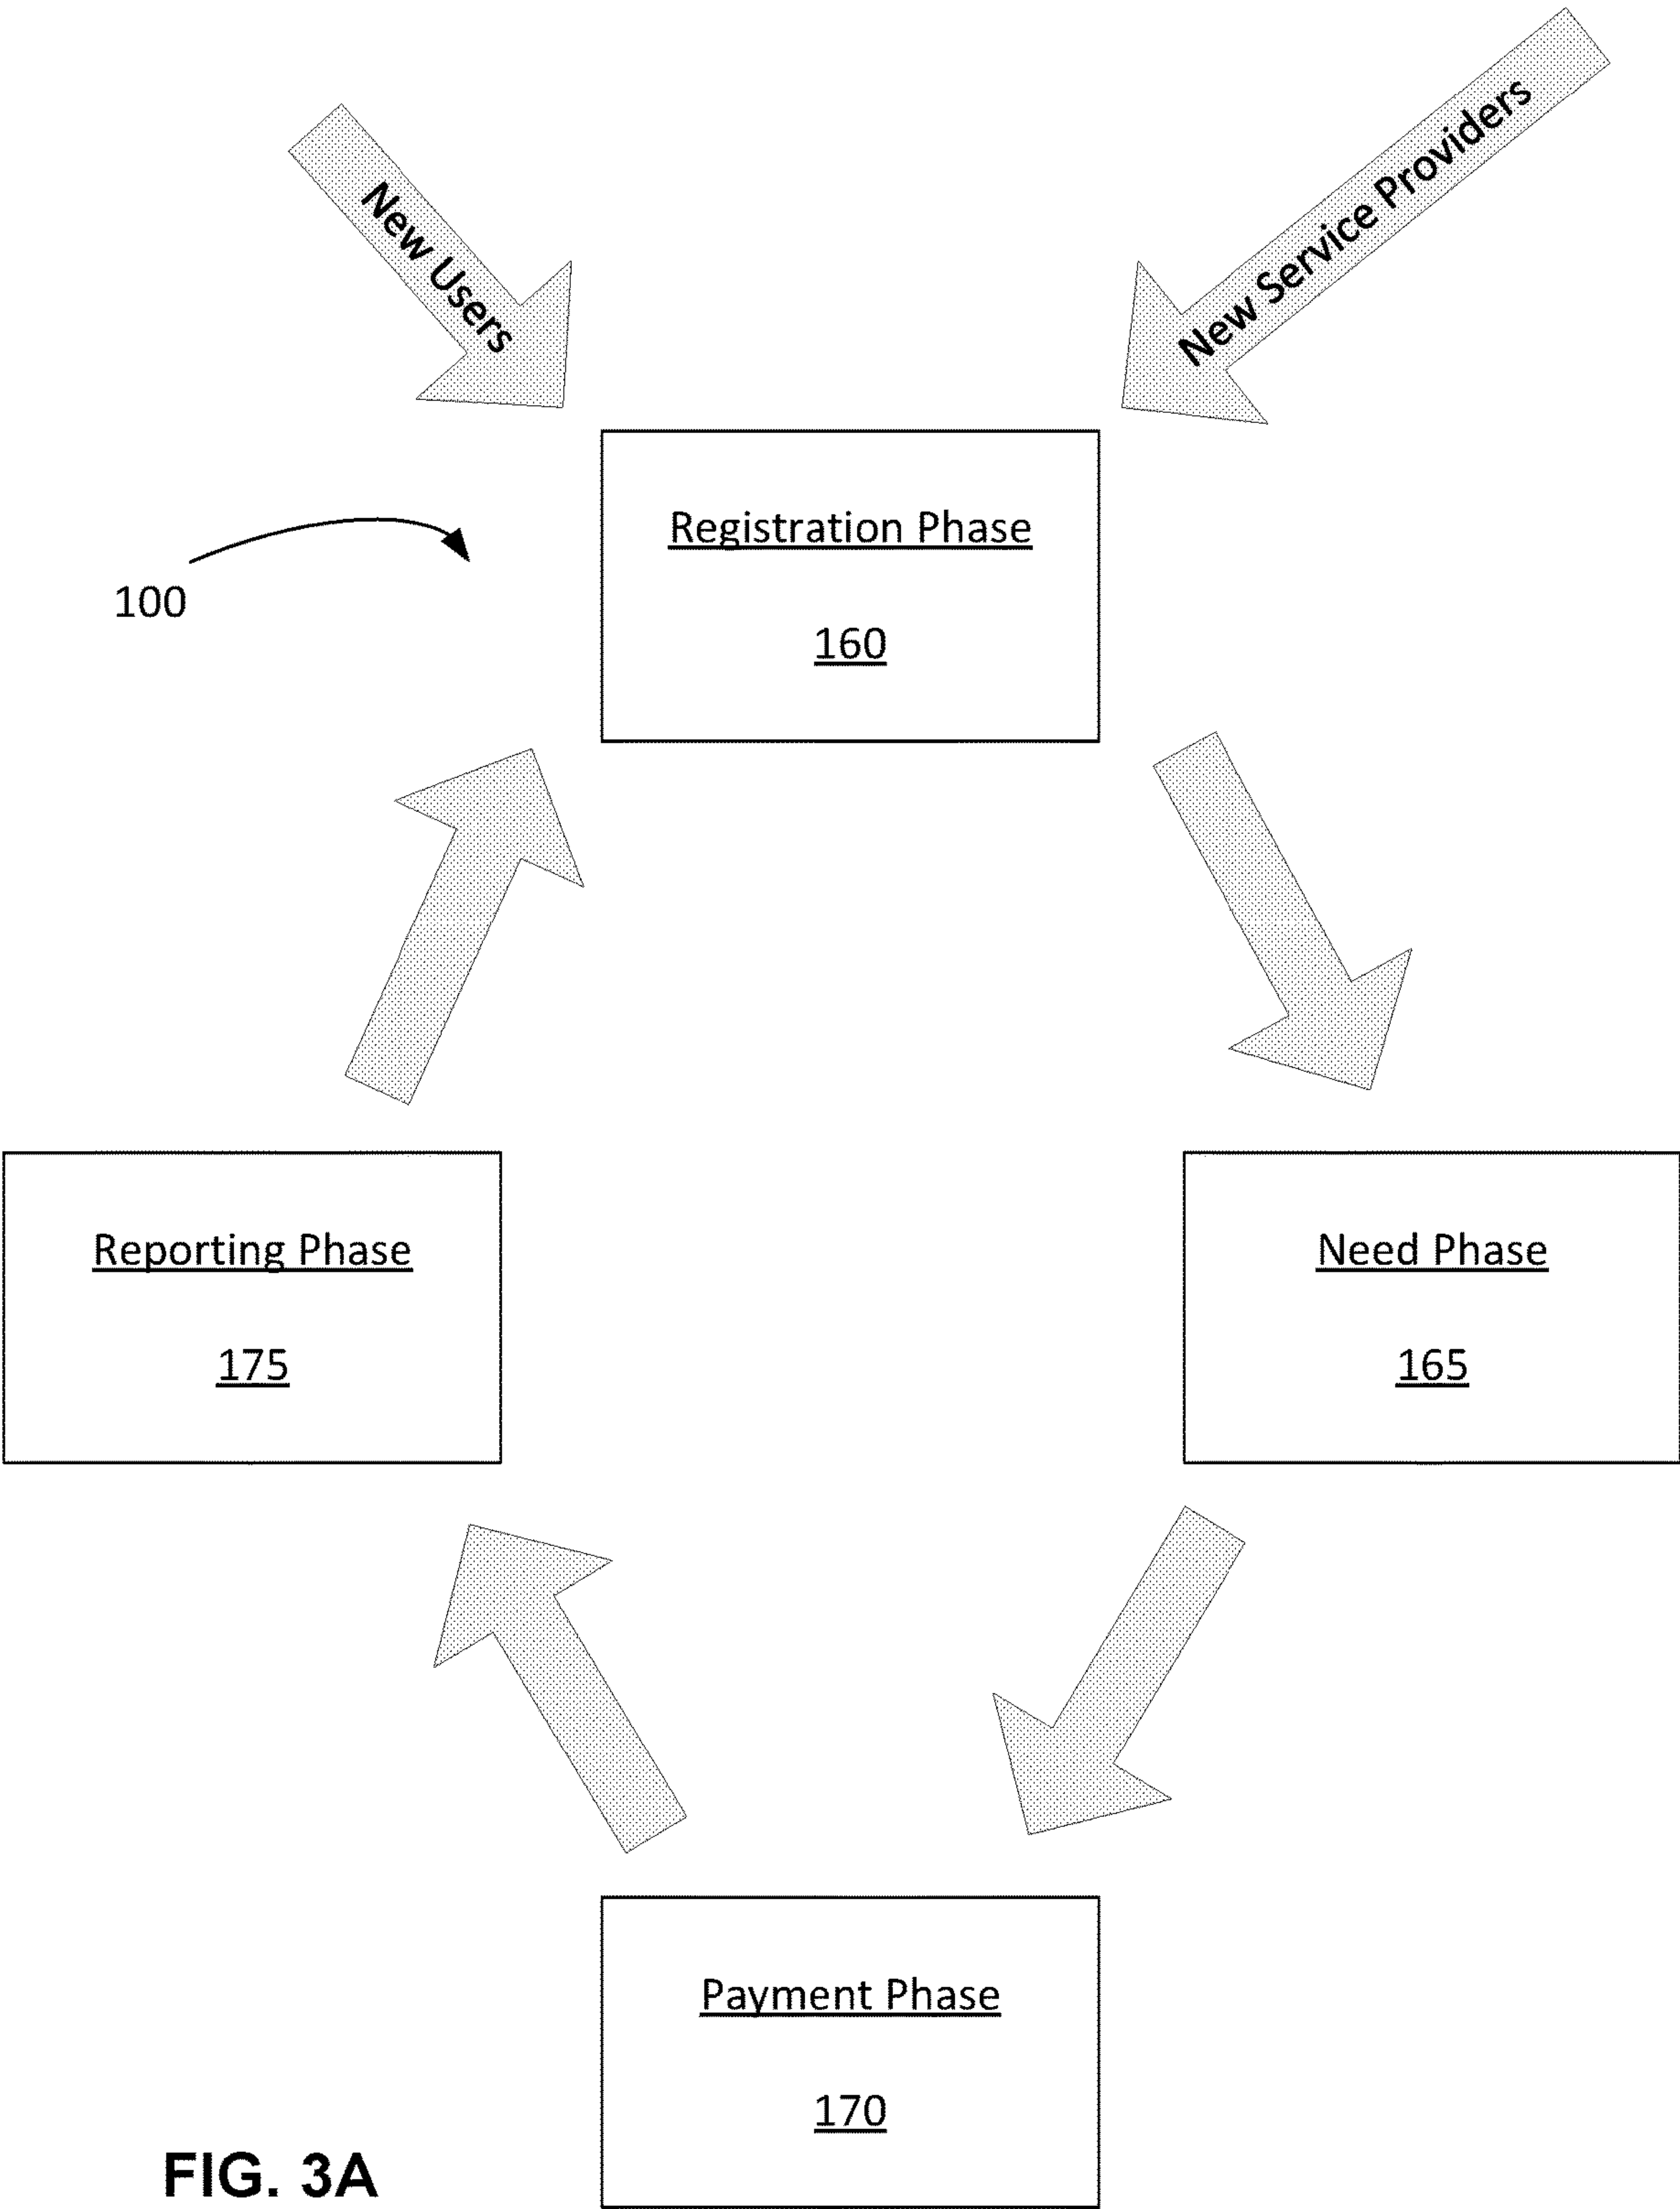 New Users
New Service Providers
Registration Phase
160
100
Reporting Phase
175
Need Phase
165
Payment Phase
170
FIG. 3A